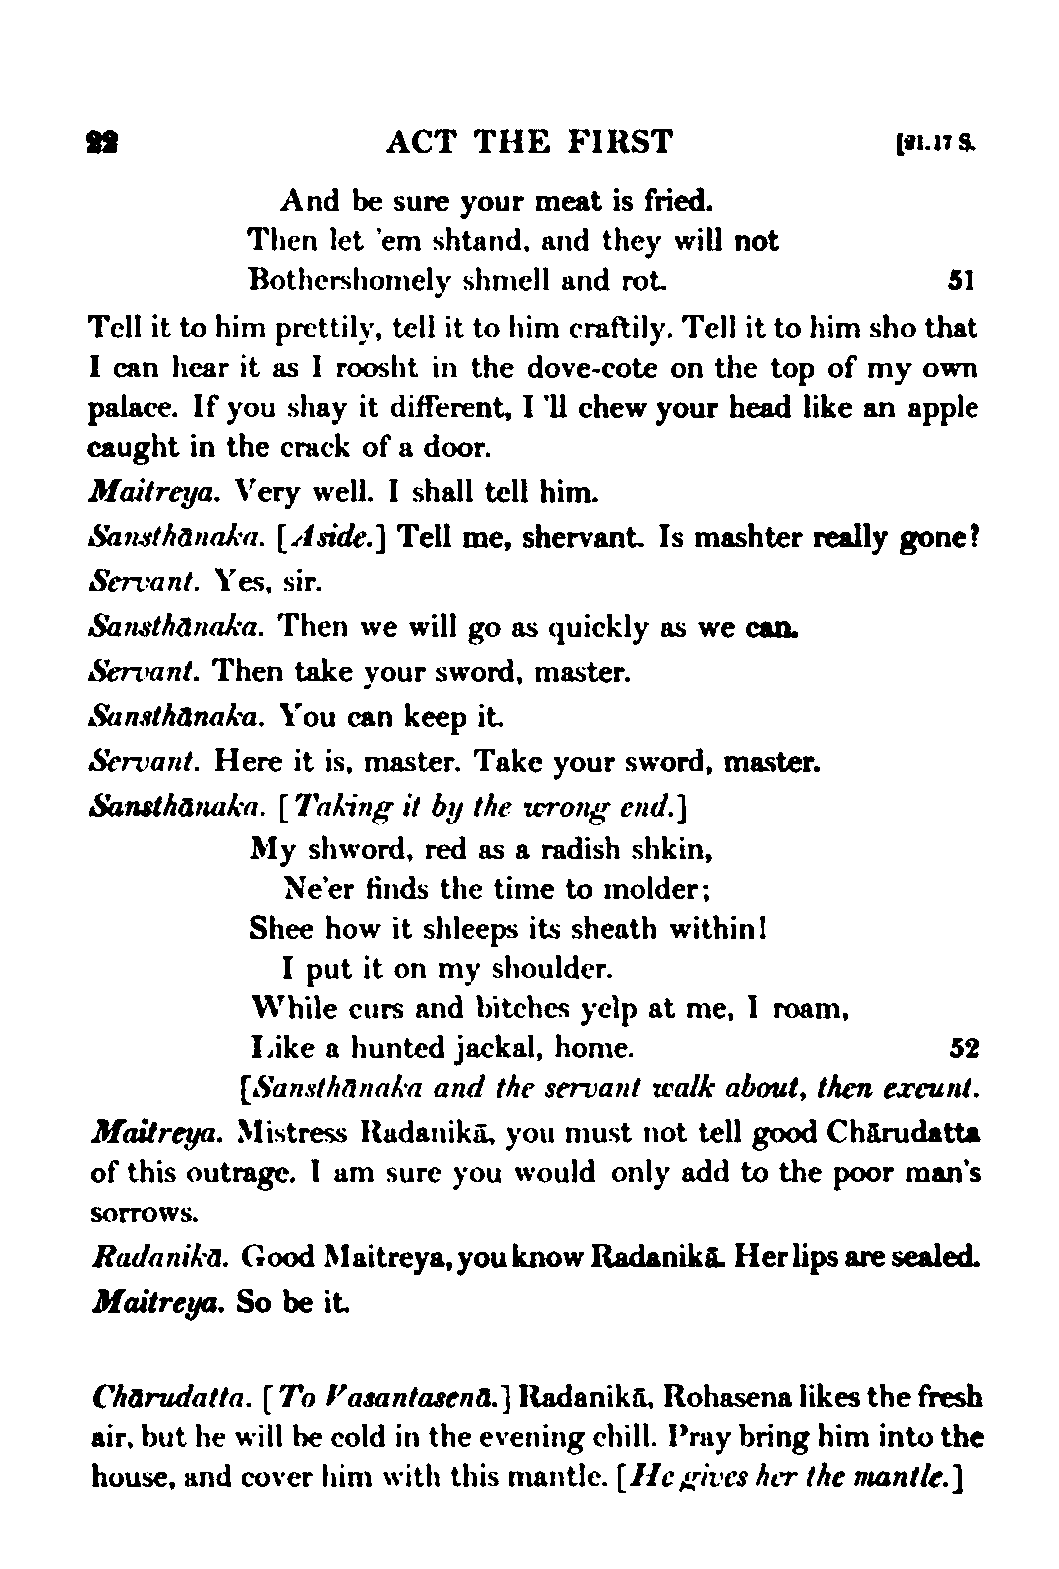 22 ACT THE FIRST [21.17 S.
And be sure your meat is fried.
Then let 'em shtand, and they will not
Bothershomely shmell and rot. 51
Tell it to him prettily, tell it to him craftily. Tell it to him sho that
I can hear it as I roosht in the dove-cote on the top of my own
palace. If you shay it different, I 'll chew your head like an apple
caught in the crack of a door.
Maitreya. Very well. I shall tell him.
Sansthānaka. [Aside.] Tell me, shervant. Is mashter really gone?
Servant. Yes, sir.
Sansthānaka. Then we will go as quickly as we can.
Servant. Then take your sword, master.
Sansthānaka. You can keep it.
Servant. Here it is, master. Take your sword, master.
Sansthānaka. [Taking it by the wrong end.]
My shword, red as a radish shkin,
Ne'er finds the time to molder;
Shee how it shleeps its sheath within!
I put it on my shoulder.
While curs and bitches yelp at me, I roam,
Like a hunted jackal, home. 52
[Sansthānaka and the servant walk about, then exeunt.
Maitreya. Mistress Radanikā, you must not tell good Chārudatta
of this outrage. I am sure you would only add to the poor man's
sorrows.
Radanikā. Good Maitreya, you know Radanikā. Her lips are sealed.
Maitreya. So be it.
Chārudatta. [To Vasantasenā.] Radanikā, Rohasena likes the fresh
air, but he will be cold in the evening chill. Pray bring him into the
house, and cover him with this mantle. [He gives her the mantle.]